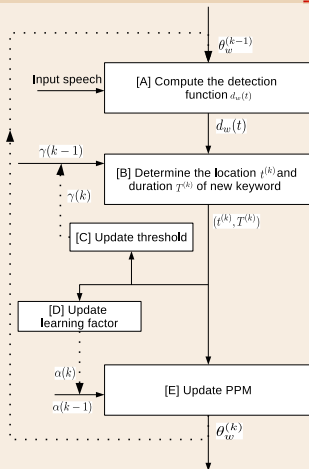 θ_w^{(k−1)}
Input speech
[A] Compute the detection
function d_w(t)
d_w(t)
γ(k−1)
[B] Determine the location t^{(k)} and
duration T^{(k)} of new keyword
γ(k)
(t^{(k)}, T^{(k)})
[C] Update threshold
[D] Update
learning factor
α(k)
[E] Update PPM
α(k−1)
θ_w^{(k)}